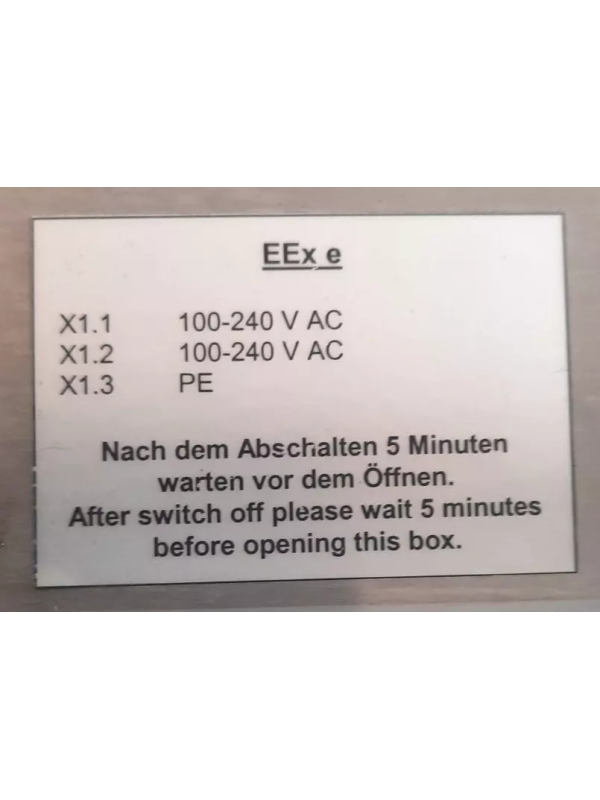 EEx e
X1.1 100-240 V AC
X1.2 100-240 V AC
X1.3 PE
Nach dem Abschalten 5 Minuten
warten vor dem Öffnen.
After switch off please wait 5 minutes
before opening this box.